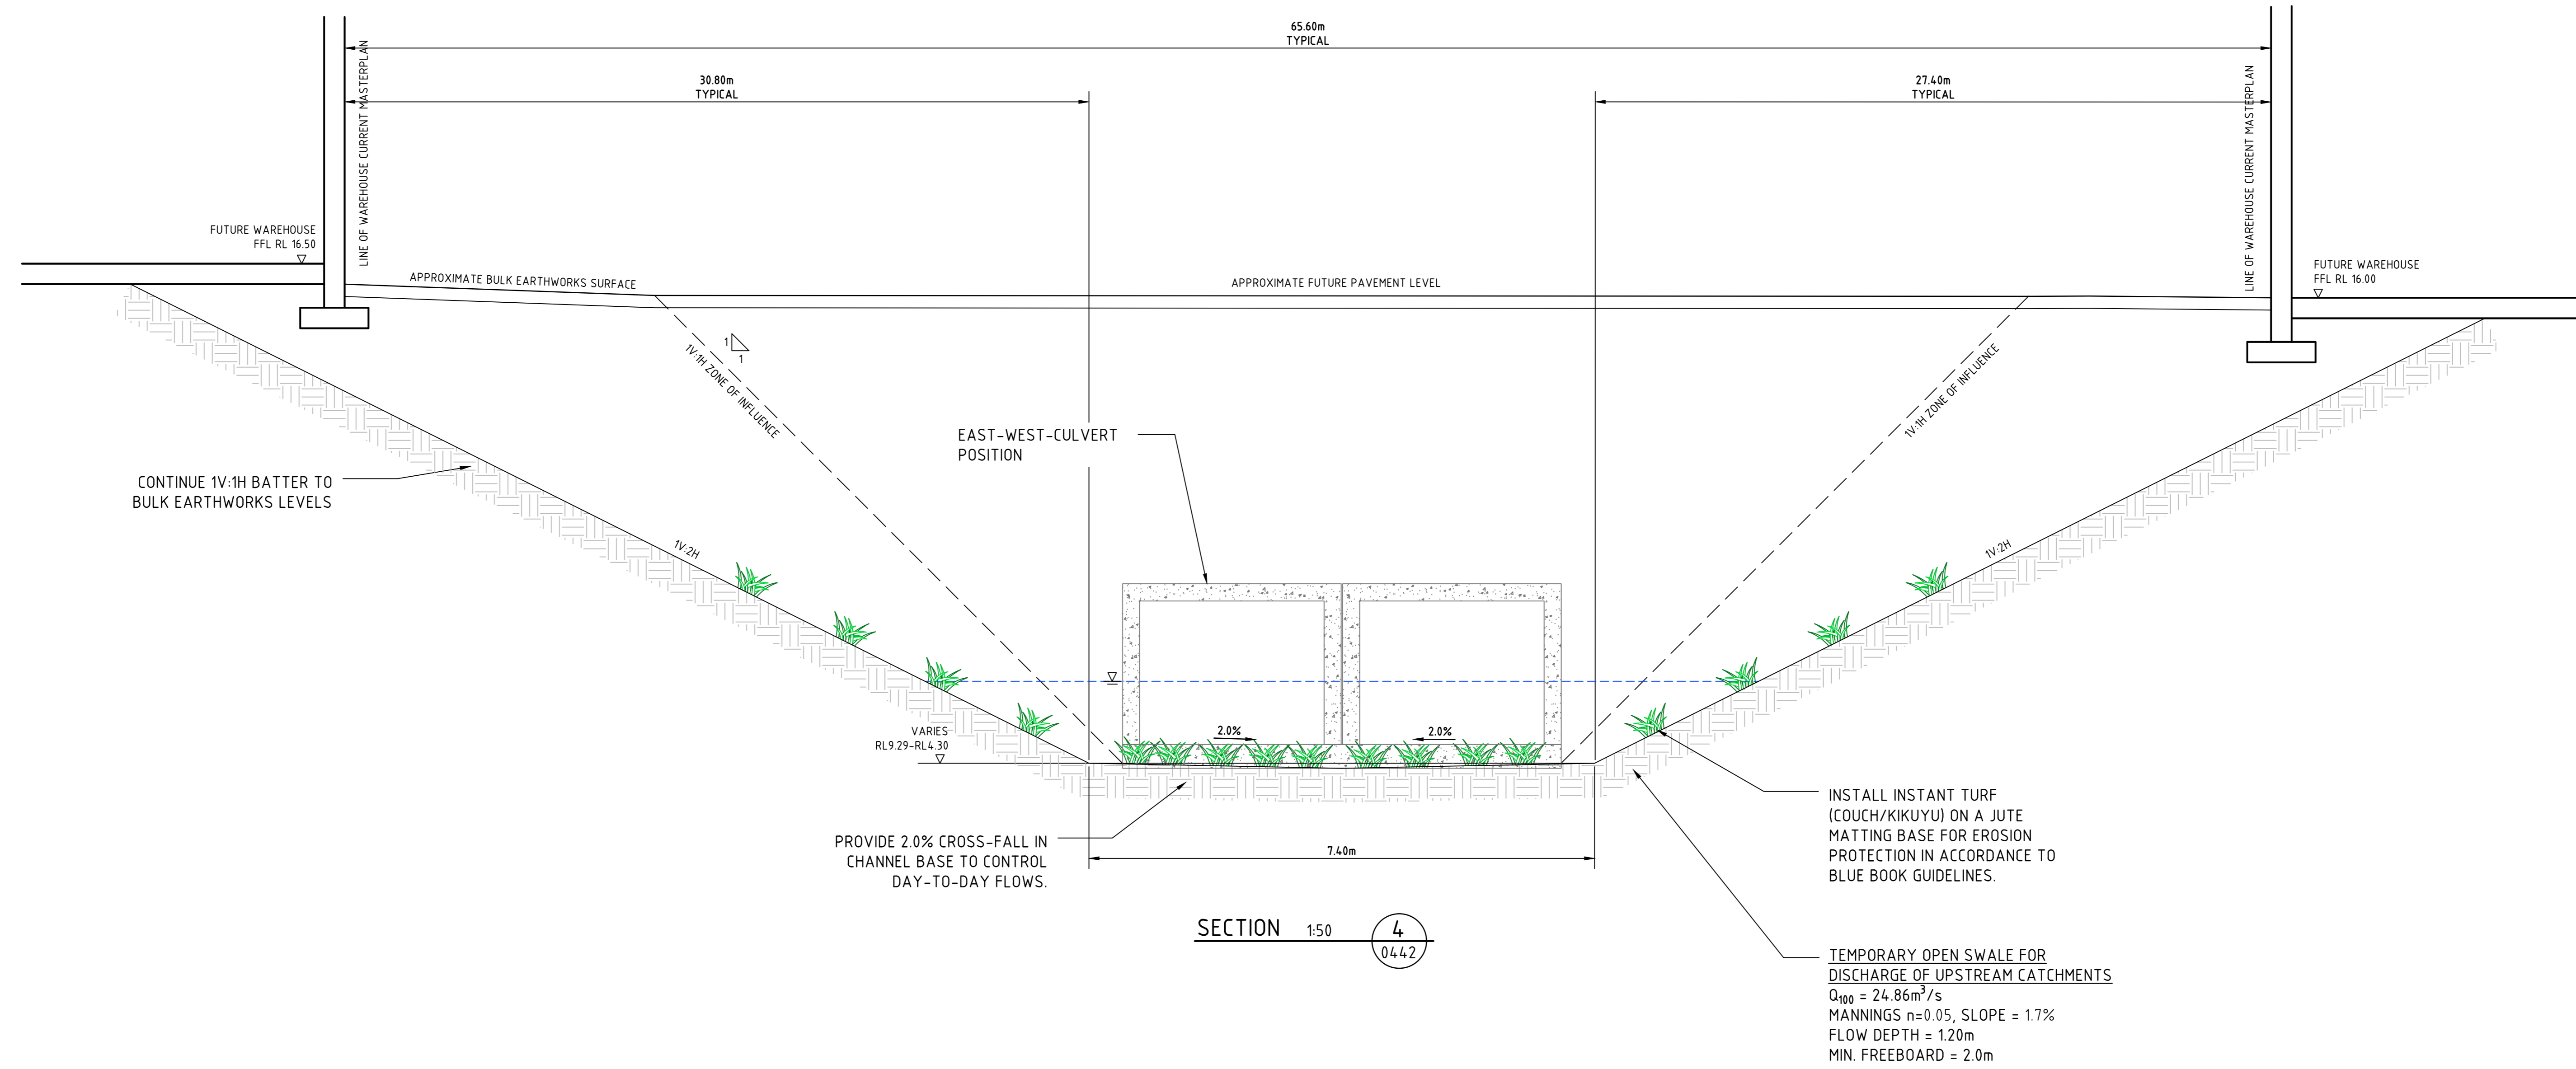 65.60m
TYPICAL
30.80m
TYPICAL
27.40m
TYPICAL
LINE OF WAREHOUSE CURRENT MASTERPLAN
LINE OF WAREHOUSE CURRENT MASTERPLAN
FUTURE WAREHOUSE
FFL RL 16.50
APPROXIMATE BULK EARTHWORKS SURFACE
APPROXIMATE FUTURE PAVEMENT LEVEL
FUTURE WAREHOUSE
FFL RL 16.00
1
1
1V:1H ZONE OF INFLUENCE
1V:1H ZONE OF INFLUENCE
EAST-WEST-CULVERT
POSITION
CONTINUE 1V:1H BATTER TO
BULK EARTHWORKS LEVELS
1V:2H
1V:2H
VARIES
RL9.29-RL4.30
2.0%
2.0%
PROVIDE 2.0% CROSS-FALL IN
CHANNEL BASE TO CONTROL
DAY-TO-DAY FLOWS.
7.40m
INSTALL INSTANT TURF
(COUCH/KIKUYU) ON A JUTE
MATTING BASE FOR EROSION
PROTECTION IN ACCORDANCE TO
BLUE BOOK GUIDELINES.
SECTION 1:50
4
0442
TEMPORARY OPEN SWALE FOR
DISCHARGE OF UPSTREAM CATCHMENTS
Q₁₀₀ = 24.86m³/s
MANNINGS n=0.05, SLOPE = 1.7%
FLOW DEPTH = 1.20m
MIN. FREEBOARD = 2.0m